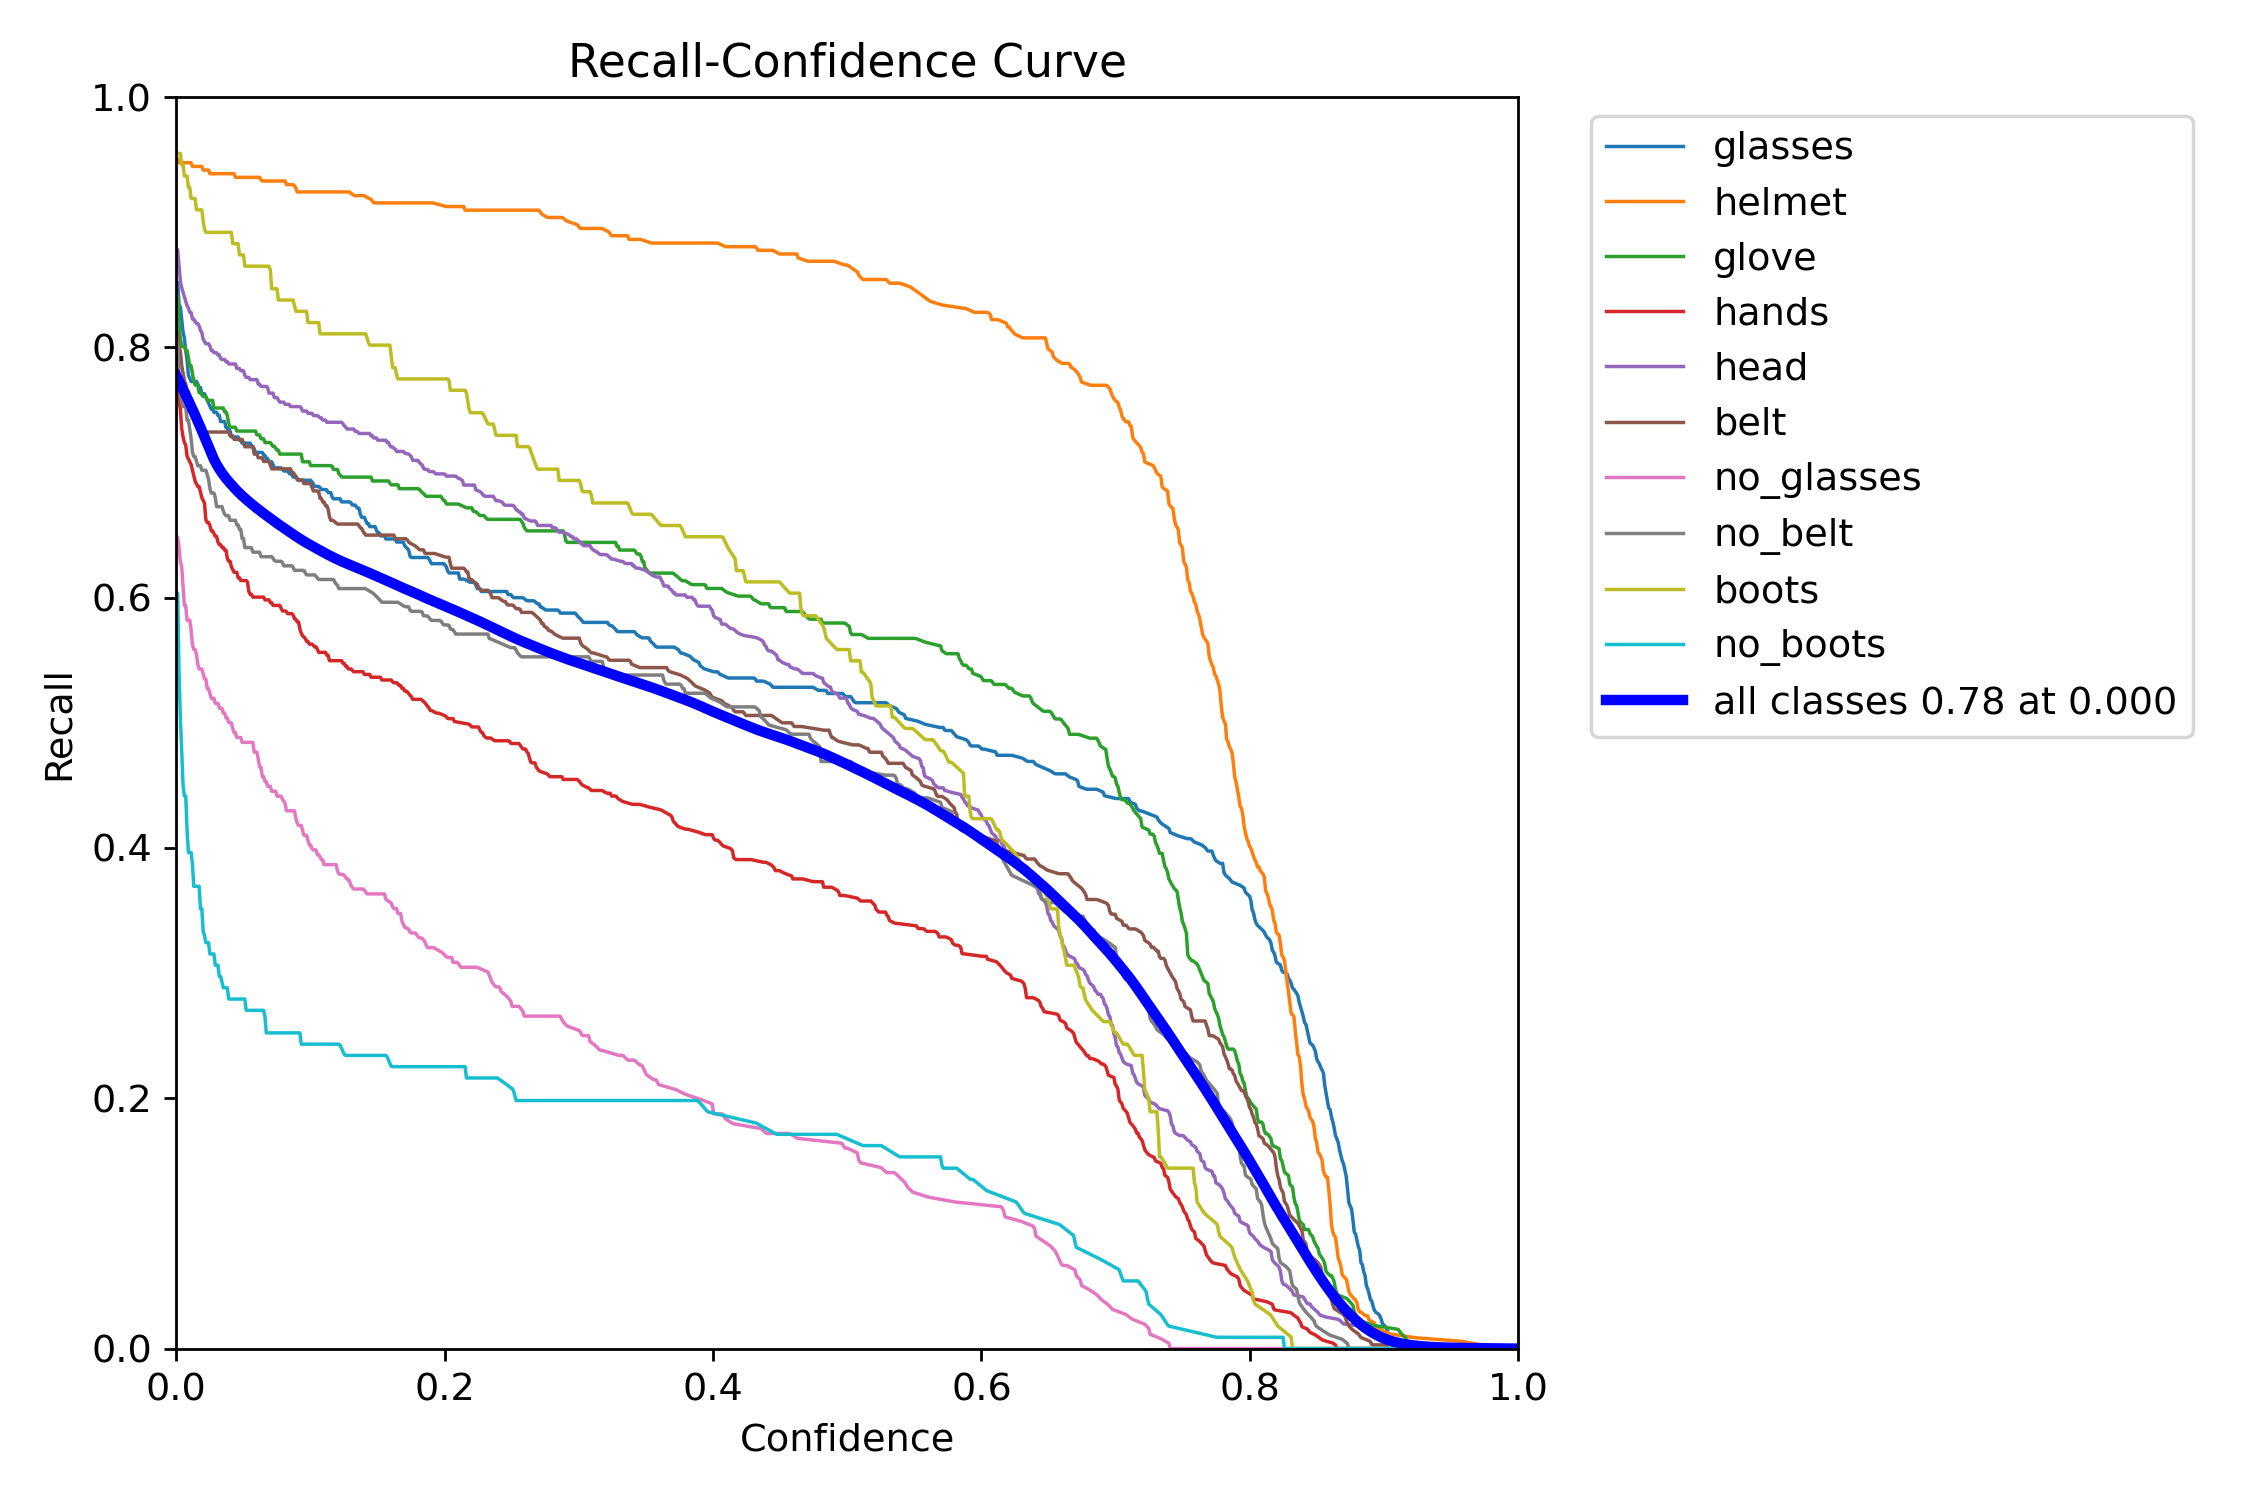 Recall-Confidence Curve
1.0
0.8
0.6
0.4
0.2
0.0
Recall
0.0 0.2 0.4 0.6 0.8 1.0
Confidence
glasses
helmet
glove
hands
head
belt
no_glasses
no_belt
boots
no_boots
all classes 0.78 at 0.000